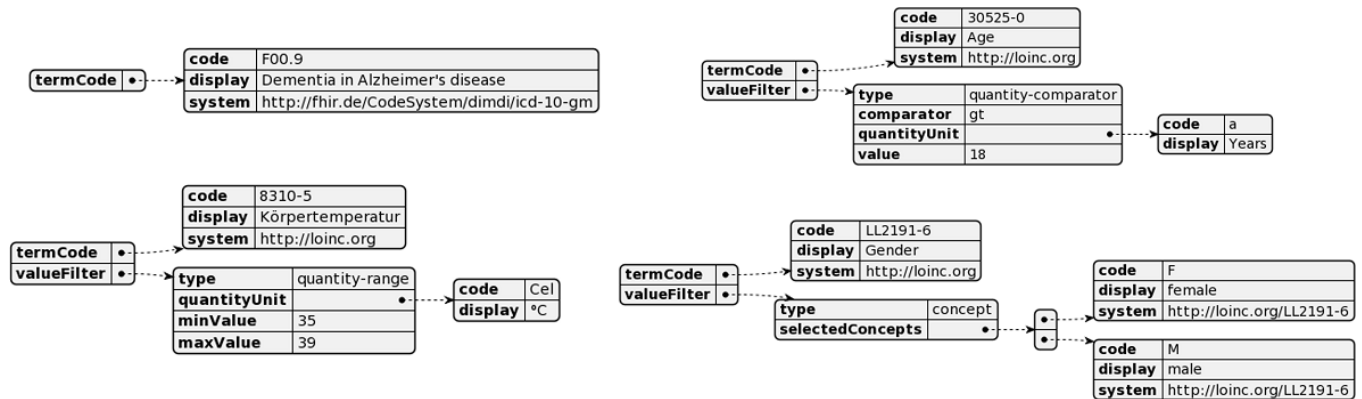 termCode
code F00.9
display Dementia in Alzheimer's disease
system http://fhir.de/CodeSystem/dimdi/icd-10-gm
termCode
valueFilter
code 30525-0
display Age
system http://loinc.org
type quantity-comparator
comparator gt
quantityUnit
value 18
code a
display Years
termCode
valueFilter
code 8310-5
display Körpertemperatur
system http://loinc.org
type quantity-range
quantityUnit
minValue 35
maxValue 39
code Cel
display °C
termCode
valueFilter
code LL2191-6
display Gender
system http://loinc.org
type concept
selectedConcepts
code F
display female
system http://loinc.org/LL2191-6
code M
display male
system http://loinc.org/LL2191-6